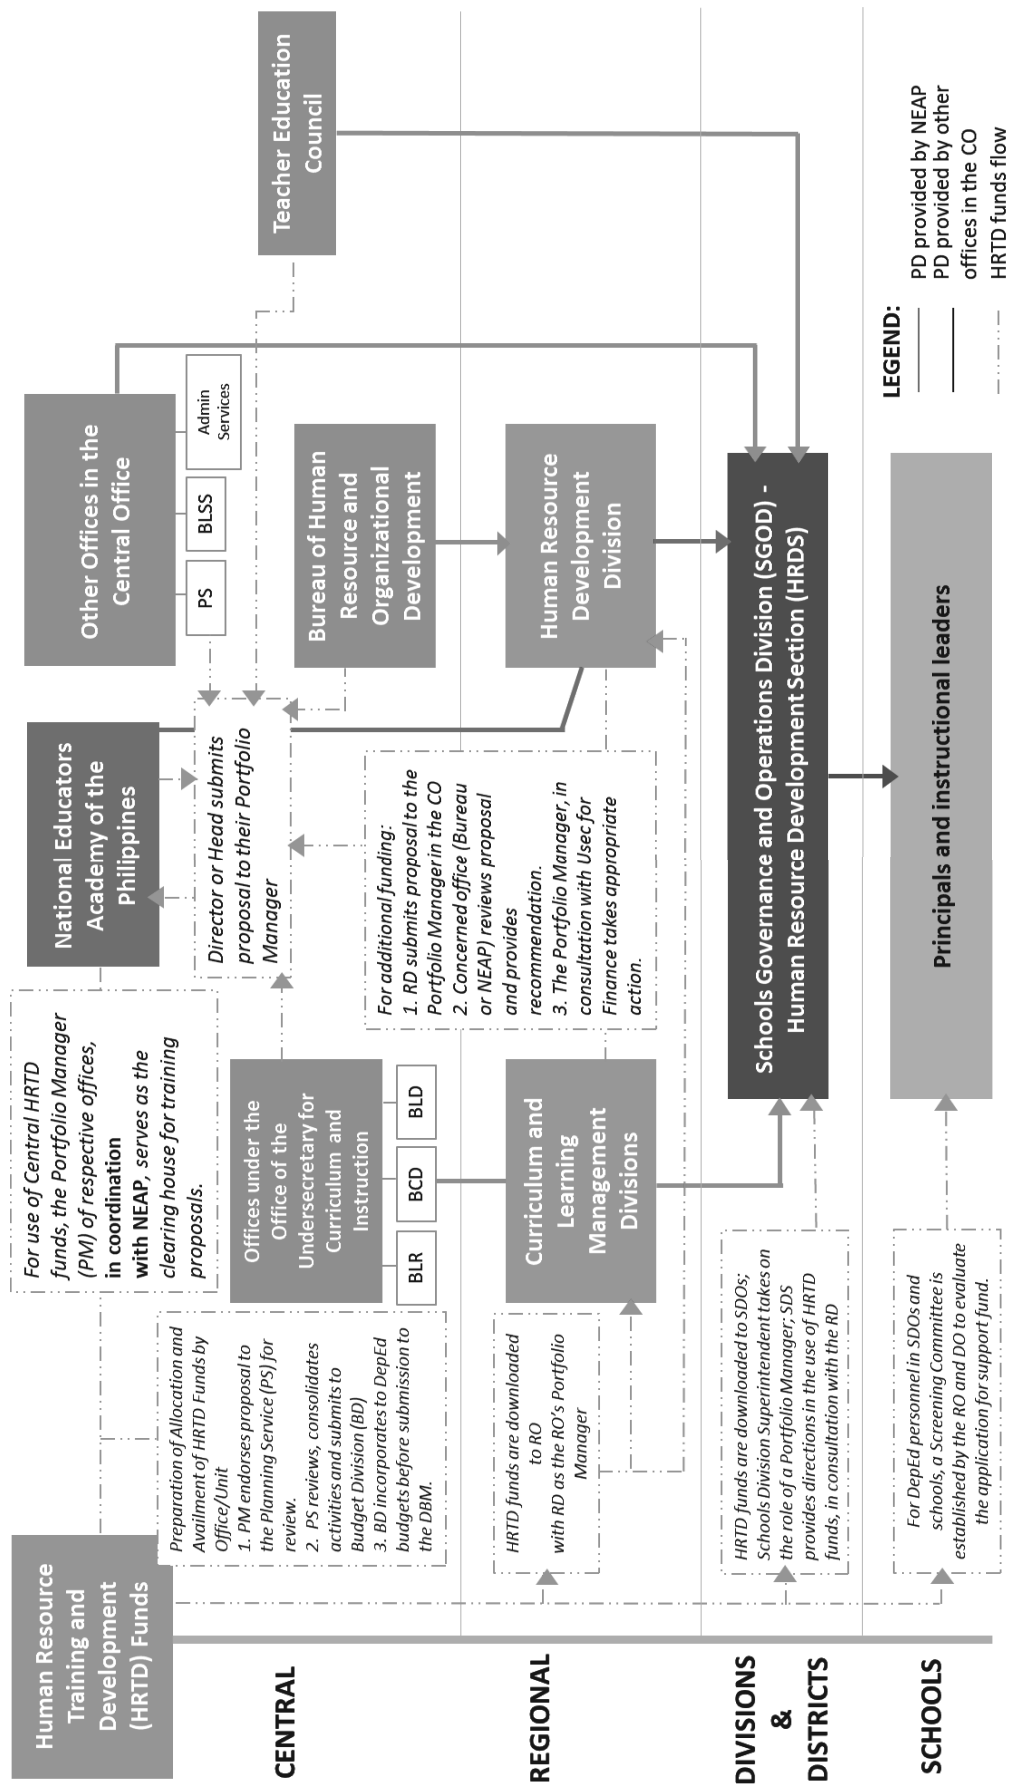 Human Resource
Training and
Development
(HRTD) Funds
For use of Central HRTD
funds, the Portfolio Manager
(PM) of respective offices,
in coordination
with NEAP, serves as the
clearing house for training
proposals.
National Educators
Academy of the
Philippines
Other Offices in the
Central Office
PS
BLSS
Admin
Services
Teacher Education
Council
CENTRAL
Preparation of Allocation and
Availment of HRTD Funds by
Office/Unit
1. PM endorses proposal to
the Planning Service (PS) for
review.
2. PS reviews, consolidates
activities and submits to
Budget Division (BD)
3. BD incorporates to DepEd
budgets before submission to
the DBM.
Offices under the
Office of the
Undersecretary for
Curriculum and
Instruction
BLR
BCD
BLD
Director or Head submits
proposal to their Portfolio
Manager
Bureau of Human
Resource and
Organizational
Development
For additional funding:
1. RD submits proposal to the
Portfolio Manager in the CO
2. Concerned office (Bureau
or NEAP) reviews proposal
and provides
recommendation.
3. The Portfolio Manager, in
consultation with Usec for
Finance takes appropriate
action.
REGIONAL
HRTD funds are downloaded
to RO
with RD as the RO's Portfolio
Manager
Curriculum and
Learning
Management
Divisions
Human Resource
Development
Division
DIVISIONS
&
DISTRICTS
HRTD funds are downloaded to SDOs;
Schools Division Superintendent takes on
the role of a Portfolio Manager; SDS
provides directions in the use of HRTD
funds, in consultation with the RD
Schools Governance and Operations Division (SGOD) -
Human Resource Development Section (HRDS)
SCHOOLS
For DepEd personnel in SDOs and
schools, a Screening Committee is
established by the RO and DO to evaluate
the application for support fund.
Principals and instructional leaders
LEGEND:
PD provided by NEAP
PD provided by other
offices in the CO
HRTD funds flow